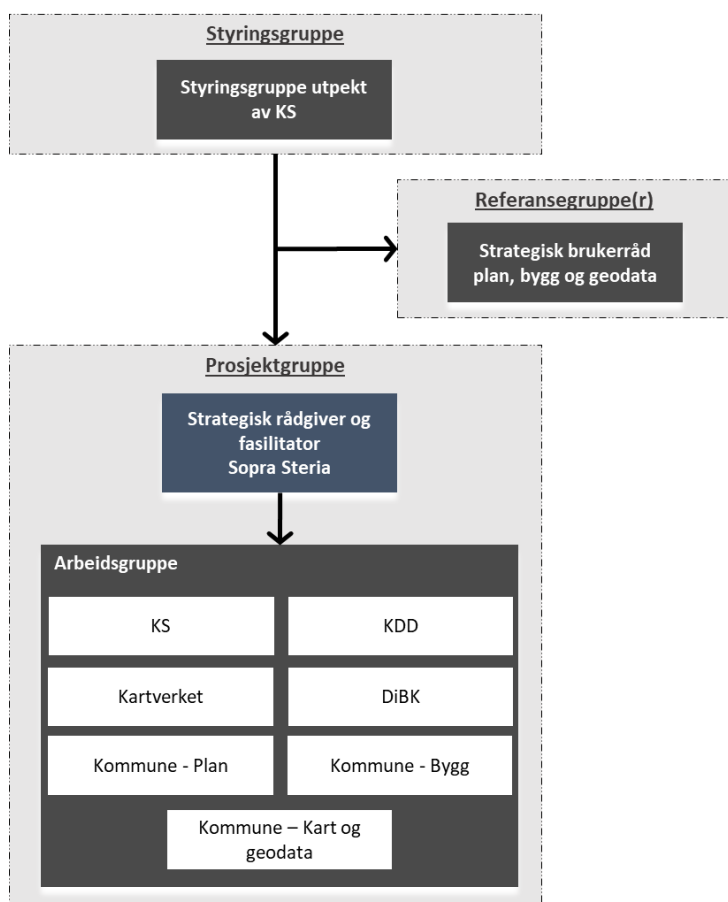 Styringsgruppe
Styringsgruppe utpekt
av KS
Referansegruppe(r)
Strategisk brukerråd
plan, bygg og geodata
Prosjektgruppe
Strategisk rådgiver og
fasilitator
Sopra Steria
Arbeidsgruppe
KS
KDD
Kartverket
DiBK
Kommune - Plan
Kommune - Bygg
Kommune – Kart og
geodata